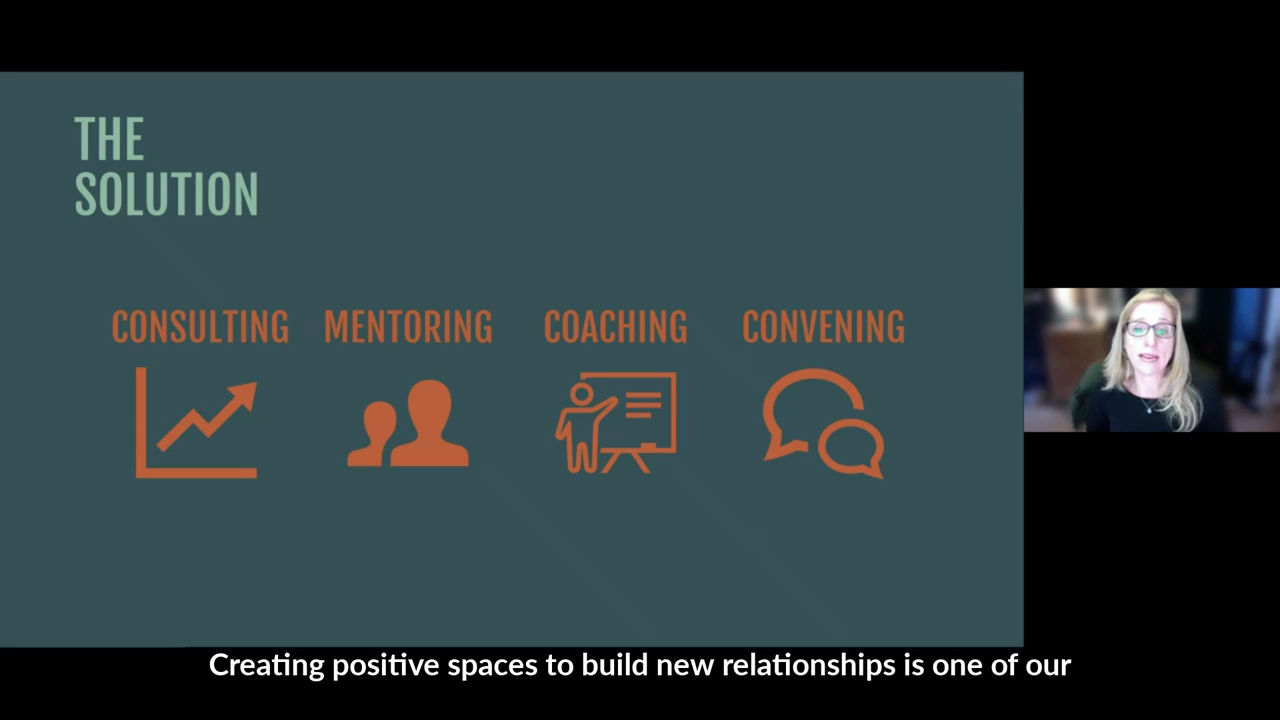 THE
SOLUTION
CONSULTING MENTORING COACHING CONVENING
Creating positive spaces to build new relationships is one of our